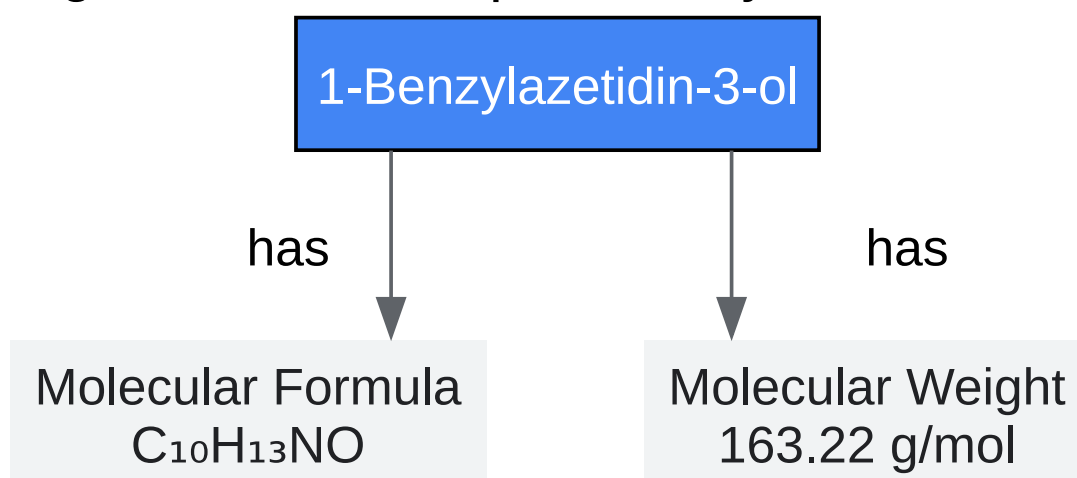 1-Benzylazetidin-3-ol
has
has
Molecular Formula
C₁₀H₁₃NO
Molecular Weight
163.22 g/mol